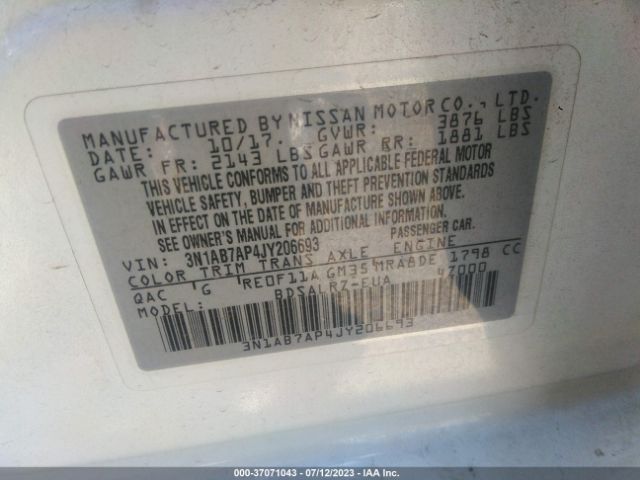 MANUFACTURED BY NISSAN MOTOR CO., LTD.
DATE: 10/17. GVWR: 3876 LBS
GAWR FR: 2143 LBS GAWR RR: 1881 LBS
THIS VEHICLE CONFORMS TO ALL APPLICABLE FEDERAL MOTOR
VEHICLE SAFETY, BUMPER AND THEFT PREVENTION STANDARDS
IN EFFECT ON THE DATE OF MANUFACTURE SHOWN ABOVE.
SEE OWNER'S MANUAL FOR ADDITIONAL INFORMATION.
VIN: 3N1AB7AP4JY206693 PASSENGER CAR.
COLOR TRIM TRANS AXLE ENGINE
QAC G RE0F11A GM35 MRA8DE 1798 CC
MODEL: BDSALRZ-EUA 47000
3N1AB7AP4JY206693
000-37071043 / 07/12/2023 / IAAI.COM